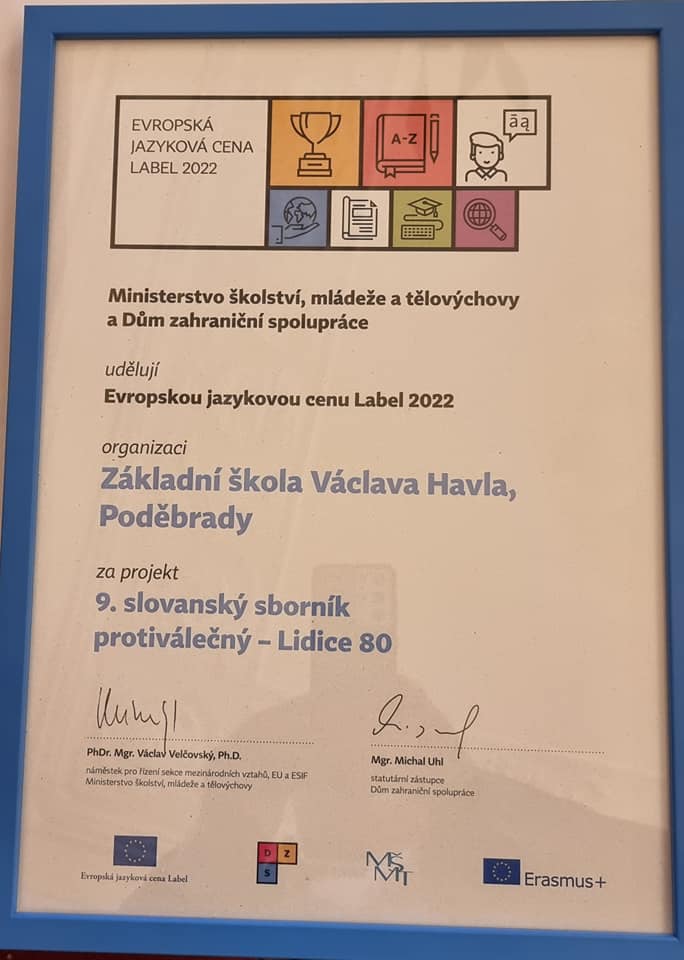 EVROPSKÁ
JAZYKOVÁ CENA
LABEL 2022
A-Z
āą
Ministerstvo školství, mládeže a tělovýchovy
a Dům zahraniční spolupráce
udělují
Evropskou jazykovou cenu Label 2022
organizaci
Základní škola Václava Havla,
Poděbrady
za projekt
9. slovanský sborník
protiválečný – Lidice 80
PhDr. Mgr. Václav Velčovský, Ph.D.
náměstek pro řízení sekce mezinárodních vztahů, EU a ESIF
Ministerstvo školství, mládeže a tělovýchovy
Mgr. Michal Uhl
statutární zástupce
Dům zahraniční spolupráce
Evropská jazyková cena Label
D Z
S
MŠ
MT
Erasmus+